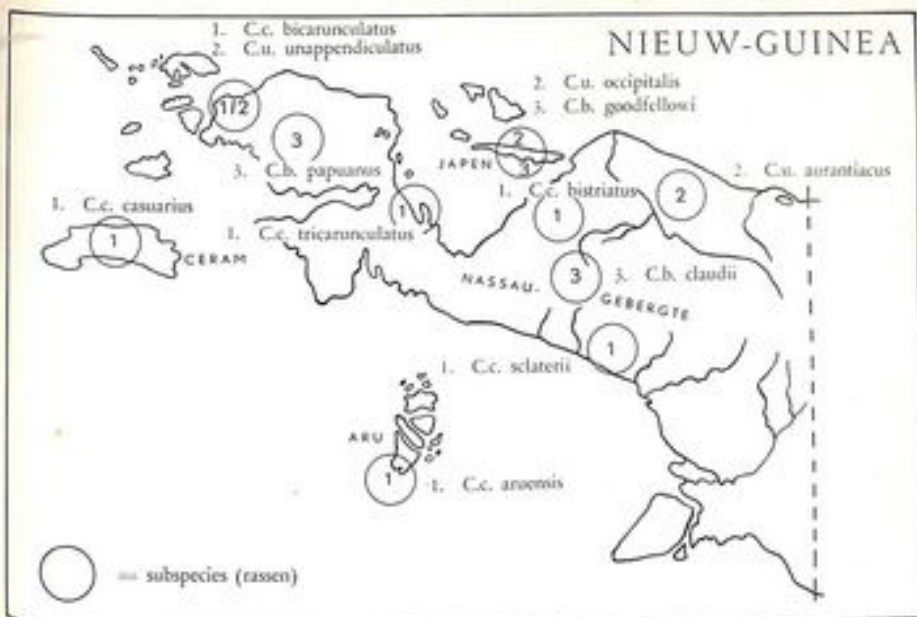 NIEUW-GUINEA
1. C.c. bicarunculatus
2. C.u. unappendiculatus
2. C.u. occipitalis
3. C.b. goodfellowi
1/2
3
2
3
JAPEN
3. C.b. papuanus
1. C.c. bistriatus
2
2. C.u. aurantiacus
1. C.c. casuarius
1
1
1
1. C.c. tricarunculatus
CERAM
NASSAU-
3
3. C.b. claudii
GEBERGTE
1
1. C.c. sclaterii
ARU
1
1. C.c. aruensis
= subspecies (rassen)